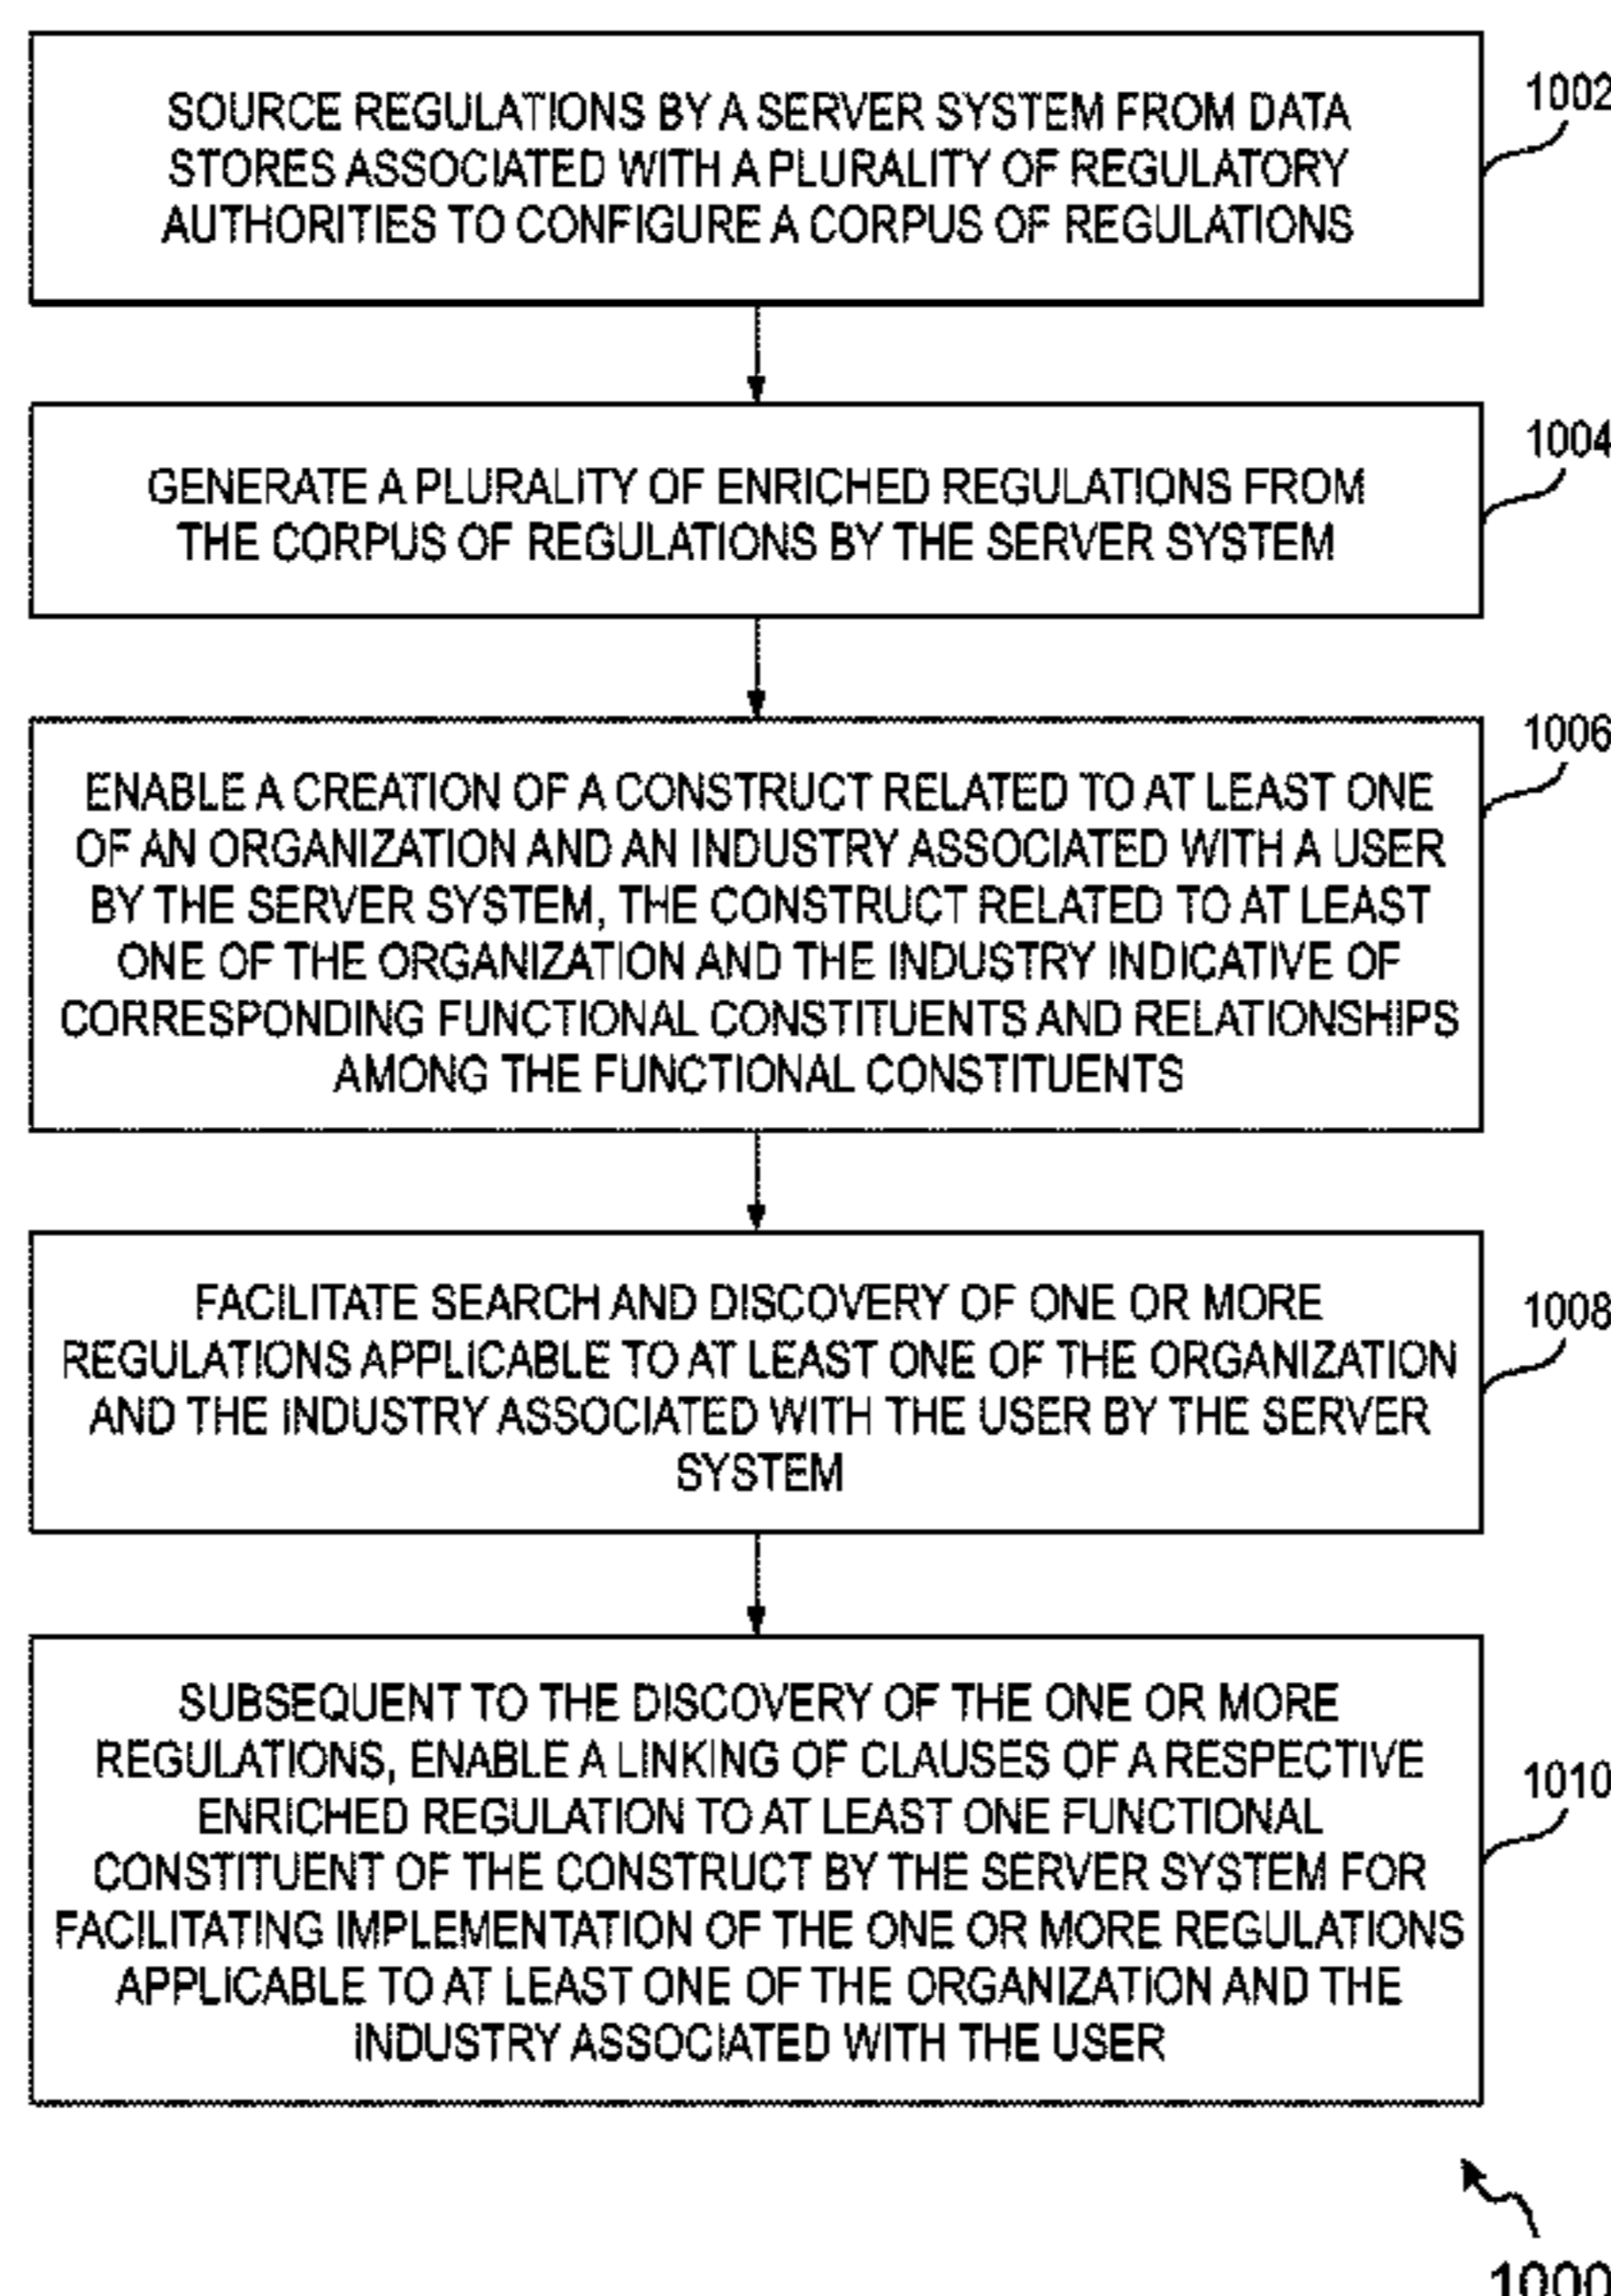 SOURCE REGULATIONS BY A SERVER SYSTEM FROM DATA
STORES ASSOCIATED WITH A PLURALITY OF REGULATORY
AUTHORITIES TO CONFIGURE A CORPUS OF REGULATIONS
1002
GENERATE A PLURALITY OF ENRICHED REGULATIONS FROM
THE CORPUS OF REGULATIONS BY THE SERVER SYSTEM
1004
ENABLE A CREATION OF A CONSTRUCT RELATED TO AT LEAST ONE
OF AN ORGANIZATION AND AN INDUSTRY ASSOCIATED WITH A USER
BY THE SERVER SYSTEM, THE CONSTRUCT RELATED TO AT LEAST
ONE OF THE ORGANIZATION AND THE INDUSTRY INDICATIVE OF
CORRESPONDING FUNCTIONAL CONSTITUENTS AND RELATIONSHIPS
AMONG THE FUNCTIONAL CONSTITUENTS
1006
FACILITATE SEARCH AND DISCOVERY OF ONE OR MORE
REGULATIONS APPLICABLE TO AT LEAST ONE OF THE ORGANIZATION
AND THE INDUSTRY ASSOCIATED WITH THE USER BY THE SERVER
SYSTEM
1008
SUBSEQUENT TO THE DISCOVERY OF THE ONE OR MORE
REGULATIONS, ENABLE A LINKING OF CLAUSES OF A RESPECTIVE
ENRICHED REGULATION TO AT LEAST ONE FUNCTIONAL
CONSTITUENT OF THE CONSTRUCT BY THE SERVER SYSTEM FOR
FACILITATING IMPLEMENTATION OF THE ONE OR MORE REGULATIONS
APPLICABLE TO AT LEAST ONE OF THE ORGANIZATION AND THE
INDUSTRY ASSOCIATED WITH THE USER
1010
1000